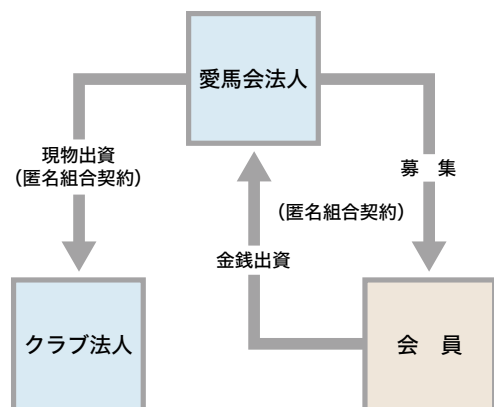 愛馬会法人
現物出資
(匿名組合契約)
募　集
(匿名組合契約)
金銭出資
クラブ法人
会　員